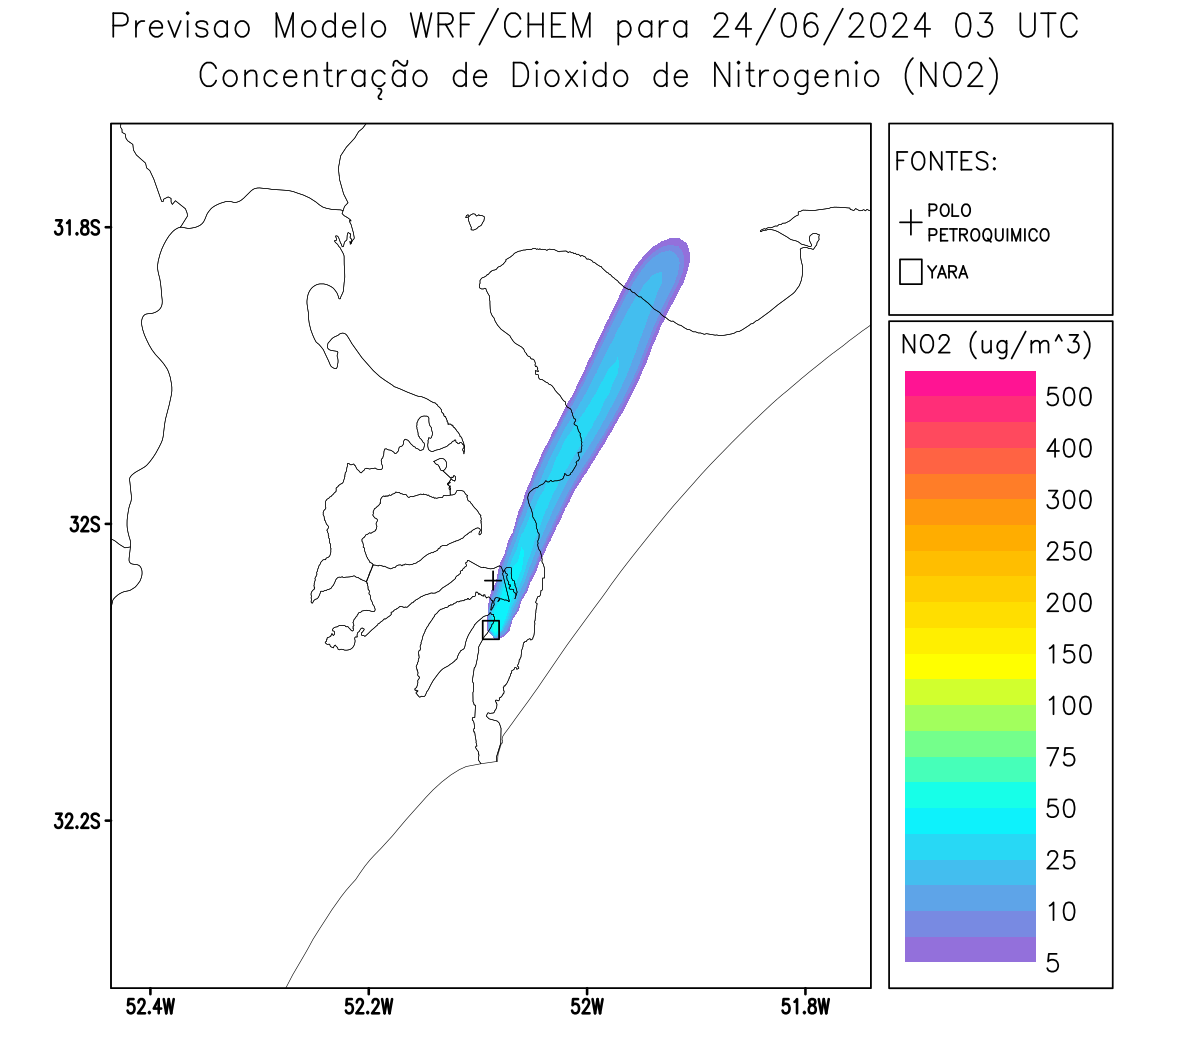 Previsao Modelo WRF/CHEM para 24/06/2024 03 UTC
Concentração de Dioxido de Nitrogenio (NO2)
FONTES:
POLO
PETROQUIMICO
YARA
31.8S
32S
32.2S
52.4W
52.2W
52W
51.8W
NO2 (ug/m^3)
500
400
300
250
200
150
100
75
50
25
10
5